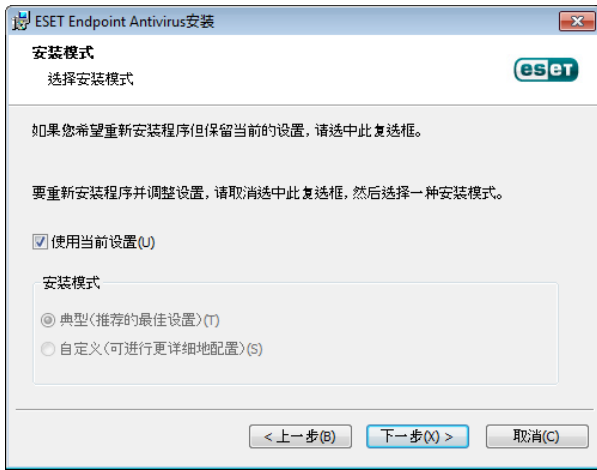 ESET Endpoint Antivirus安装
安装模式
选择安装模式
eseT
如果您希望重新安装程序但保留当前的设置,请选中此复选框。
要重新安装程序并调整设置,请取消选中此复选框,然后选择一种安装模式。
使用当前设置(U)
安装模式
典型(推荐的最佳设置)(T)
自定义(可进行更详细地配置)(S)
< 上一步(B)
下一步(X) >
取消(C)